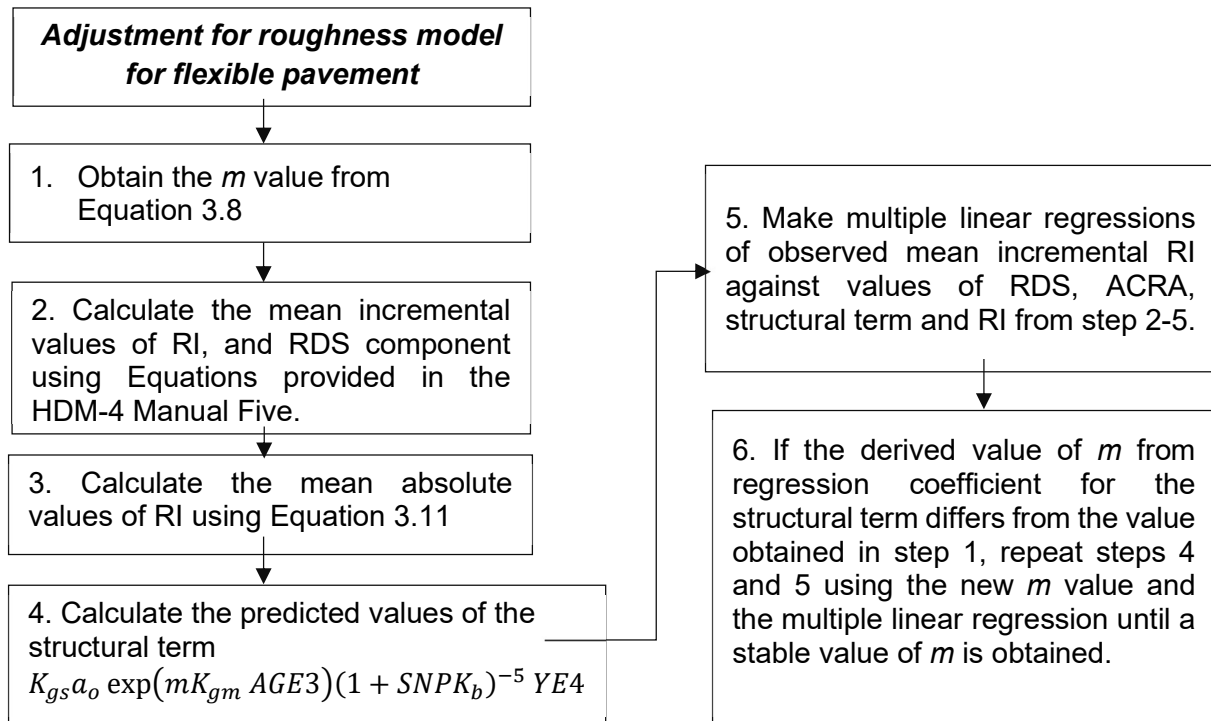 Adjustment for roughness model
for flexible pavement
1. Obtain the m value from
Equation 3.8
2. Calculate the mean incremental
values of RI, and RDS component
using Equations provided in the
HDM-4 Manual Five.
3. Calculate the mean absolute
values of RI using Equation 3.11
4. Calculate the predicted values of the
structural term
K_{gs}a_o exp(mK_{gm} AGE3)(1 + SNPK_b)^{-5} YE4
5. Make multiple linear regressions
of observed mean incremental RI
against values of RDS, ACRA,
structural term and RI from step 2-5.
6. If the derived value of m from
regression coefficient for the
structural term differs from the value
obtained in step 1, repeat steps 4
and 5 using the new m value and
the multiple linear regression until a
stable value of m is obtained.